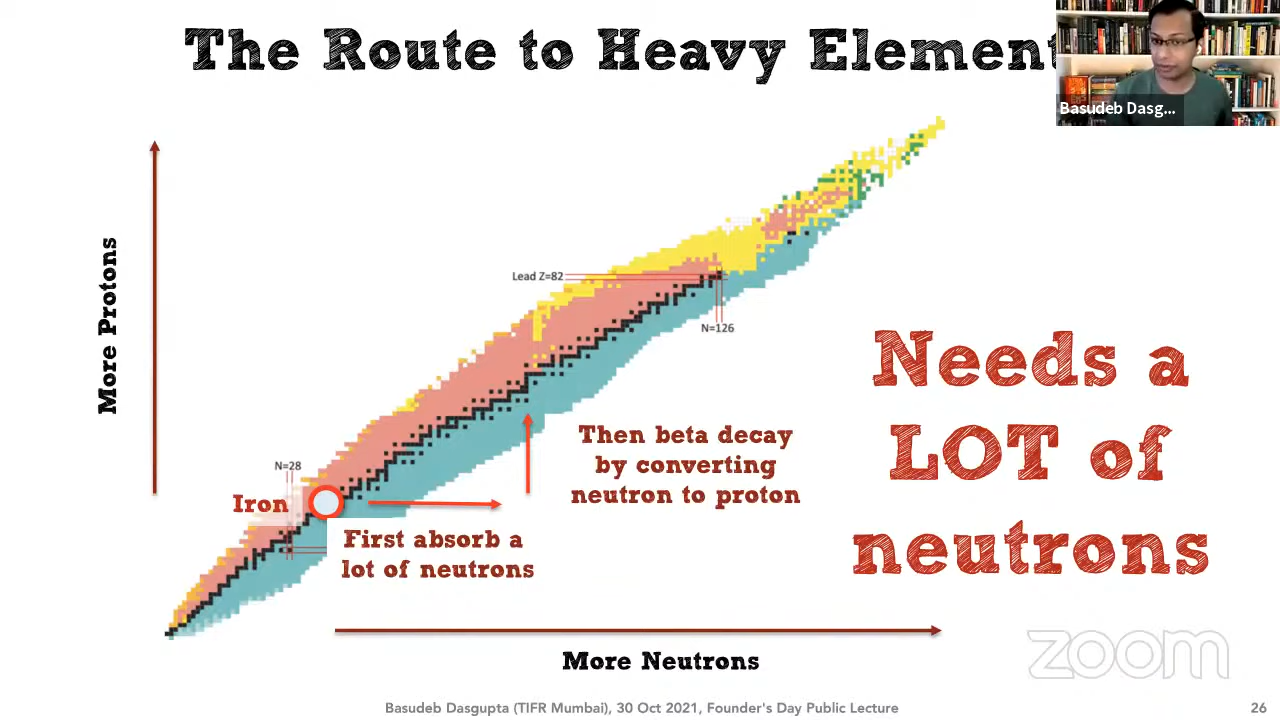 The Route to Heavy Element
Basudeb Dasg...
More Protons
Lead Z=82
N=126
Needs a
LOT of
neutrons
Then beta decay
by converting
neutron to proton
N=28
Iron
First absorb a
lot of neutrons
More Neutrons
zoom
Basudeb Dasgupta (TIFR Mumbai), 30 Oct 2021, Founder's Day Public Lecture
26